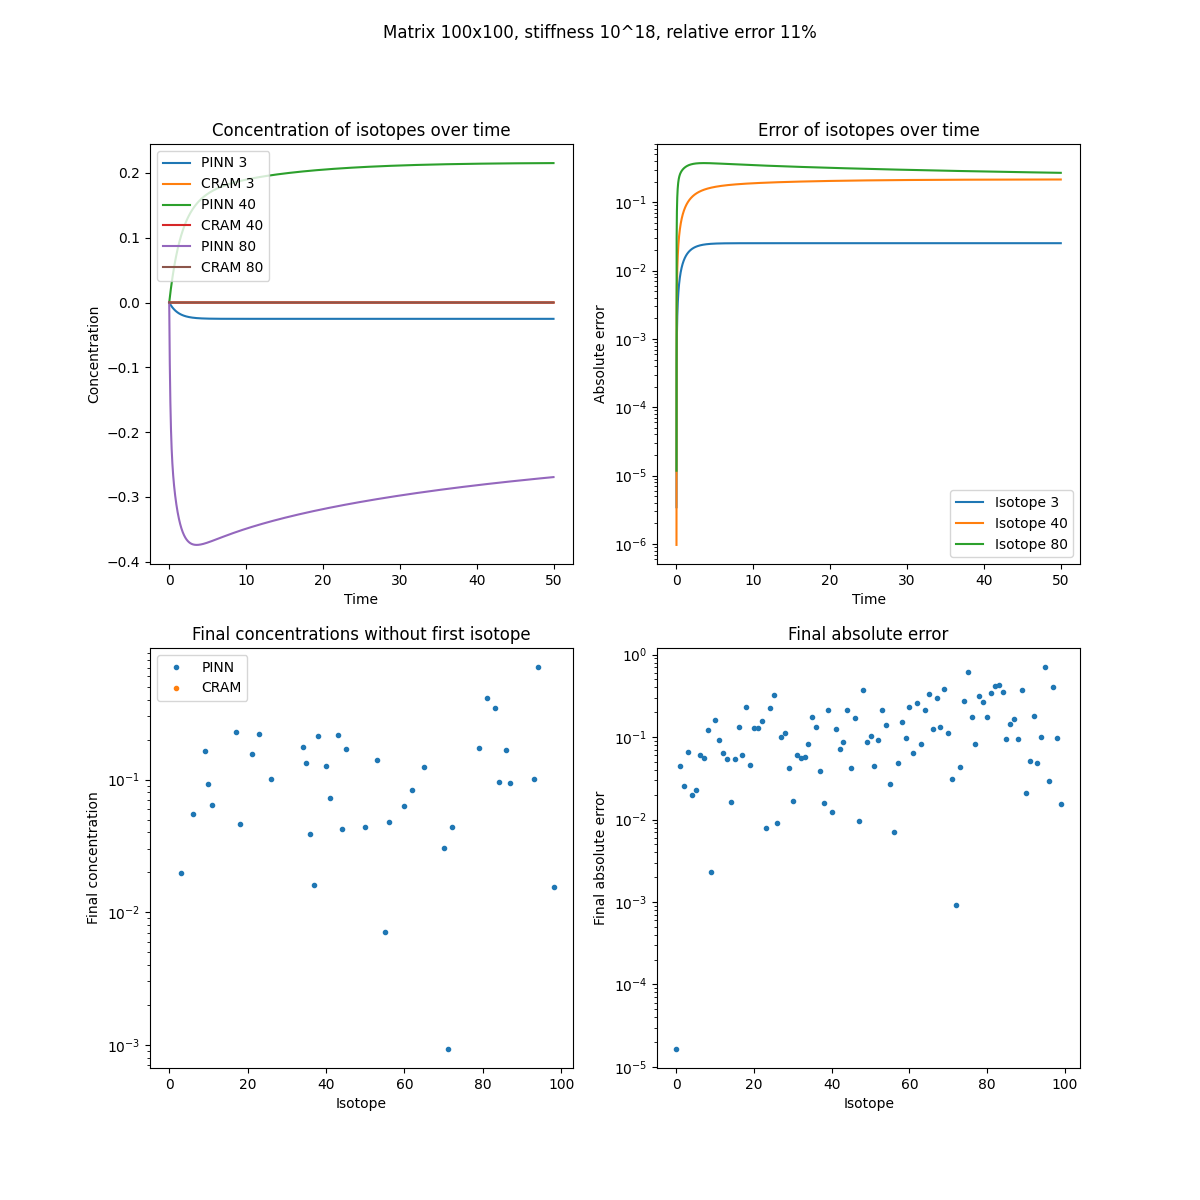 Matrix 100x100, stiffness 10^18, relative error 11%
Concentration of isotopes over time
PINN 3
CRAM 3
PINN 40
CRAM 40
PINN 80
CRAM 80
0.2
0.1
0.0
−0.1
−0.2
−0.3
−0.4
Concentration
0 10 20 30 40 50
Time
Error of isotopes over time
10⁻¹
10⁻²
10⁻³
10⁻⁴
10⁻⁵
10⁻⁶
Absolute error
Isotope 3
Isotope 40
Isotope 80
0 10 20 30 40 50
Time
Final concentrations without first isotope
PINN
CRAM
10⁻¹
10⁻²
10⁻³
Final concentration
0 20 40 60 80 100
Isotope
Final absolute error
10⁰
10⁻¹
10⁻²
10⁻³
10⁻⁴
10⁻⁵
Final absolute error
0 20 40 60 80 100
Isotope